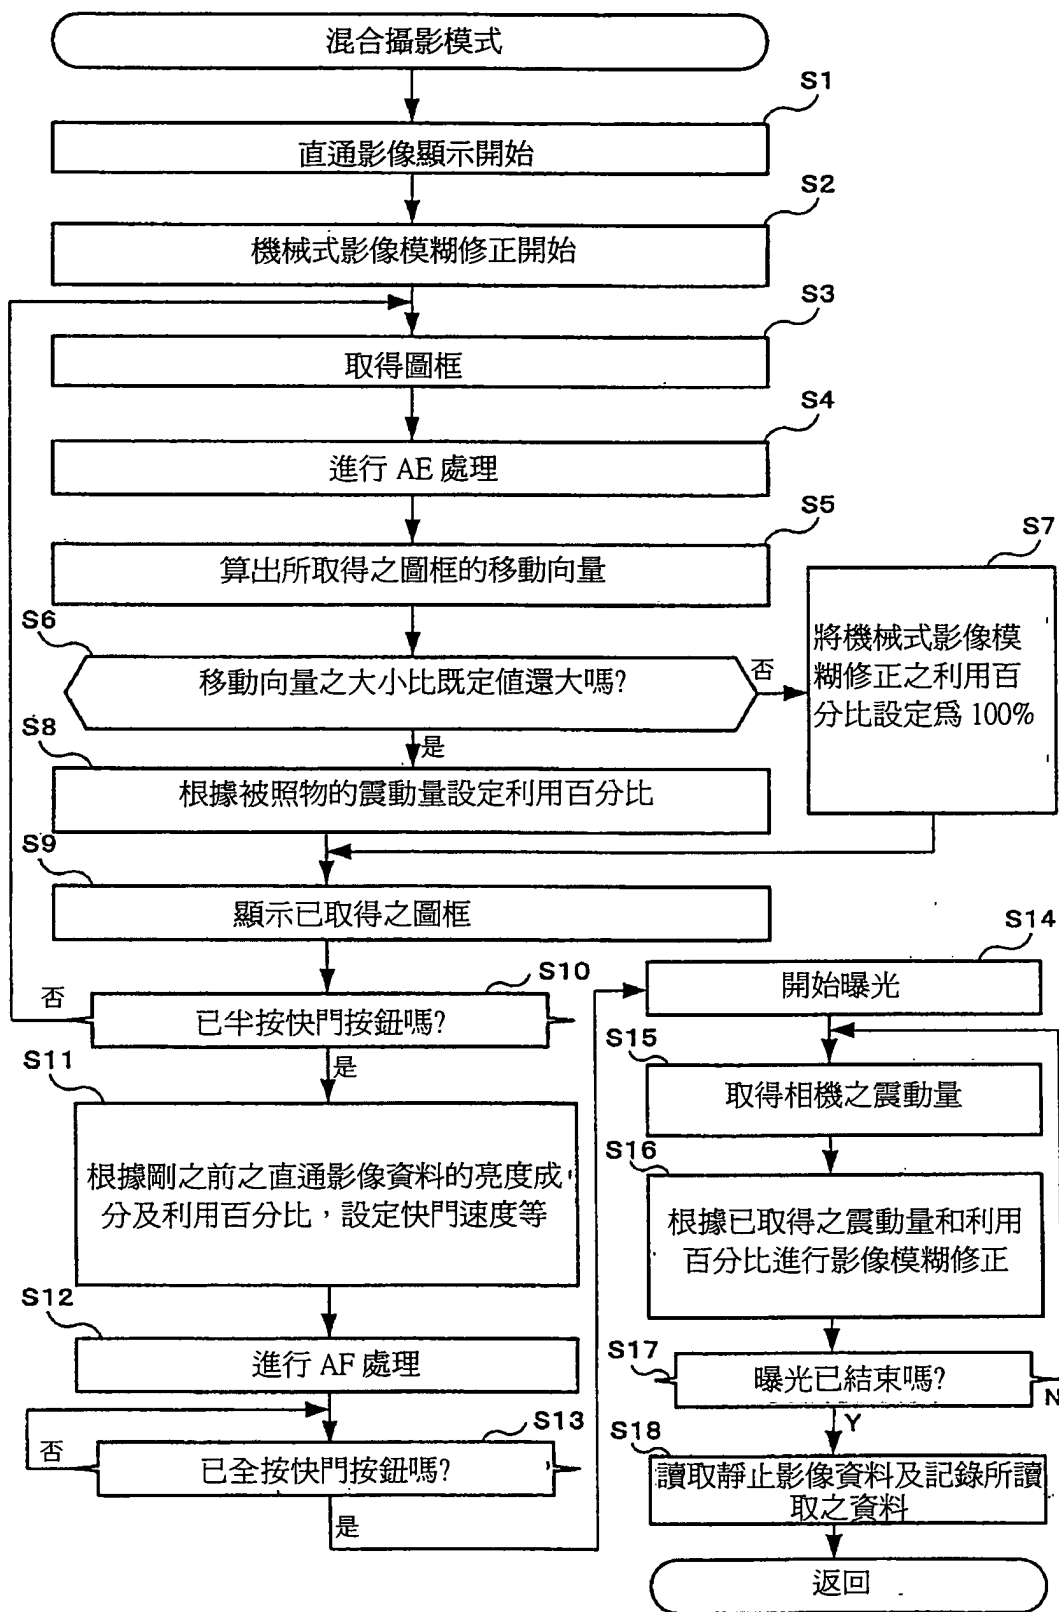 混合攝影模式
S1
直通影像顯示開始
S2
機械式影像模糊修正開始
S3
取得圖框
S4
進行 AE 處理
S5
算出所取得之圖框的移動向量
S6
移動向量之大小比既定值還大嗎?
否
是
S7
將機械式影像模
糊修正之利用百
分比設定爲 100%
S8
根據被照物的震動量設定利用百分比
S9
顯示已取得之圖框
S10
已半按快門按鈕嗎?
否
是
S11
根據剛之前之直通影像資料的亮度成
分及利用百分比，設定快門速度等
S12
進行 AF 處理
S13
已全按快門按鈕嗎?
否
是
S14
開始曝光
S15
取得相機之震動量
S16
根據已取得之震動量和利用
百分比進行影像模糊修正
S17
曝光已結束嗎?
N
Y
S18
讀取靜止影像資料及記錄所讀
取之資料
返回